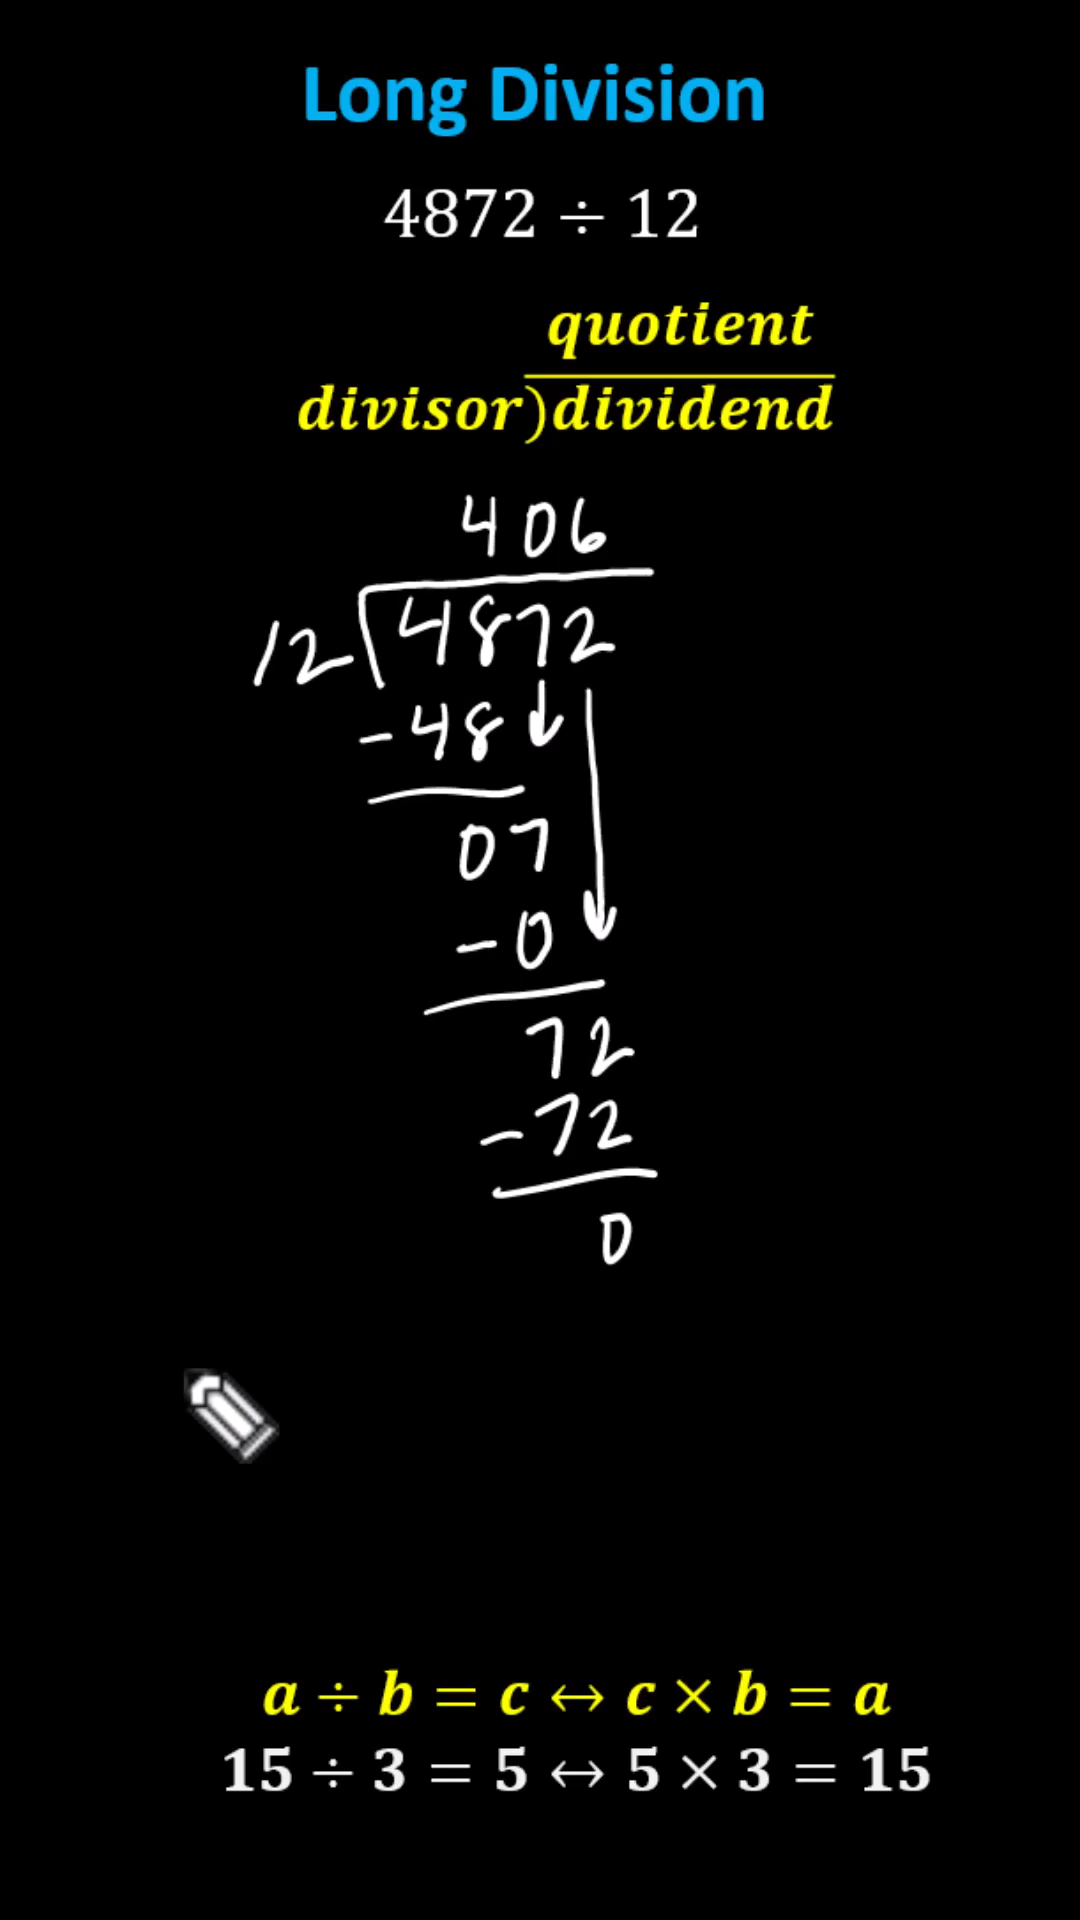 Long Division
4872 ÷ 12
quotient
divisor)dividend
406
12 4872
-48
07
-0
72
-72
0
a ÷ b = c ↔ c × b = a
15 ÷ 3 = 5 ↔ 5 × 3 = 15